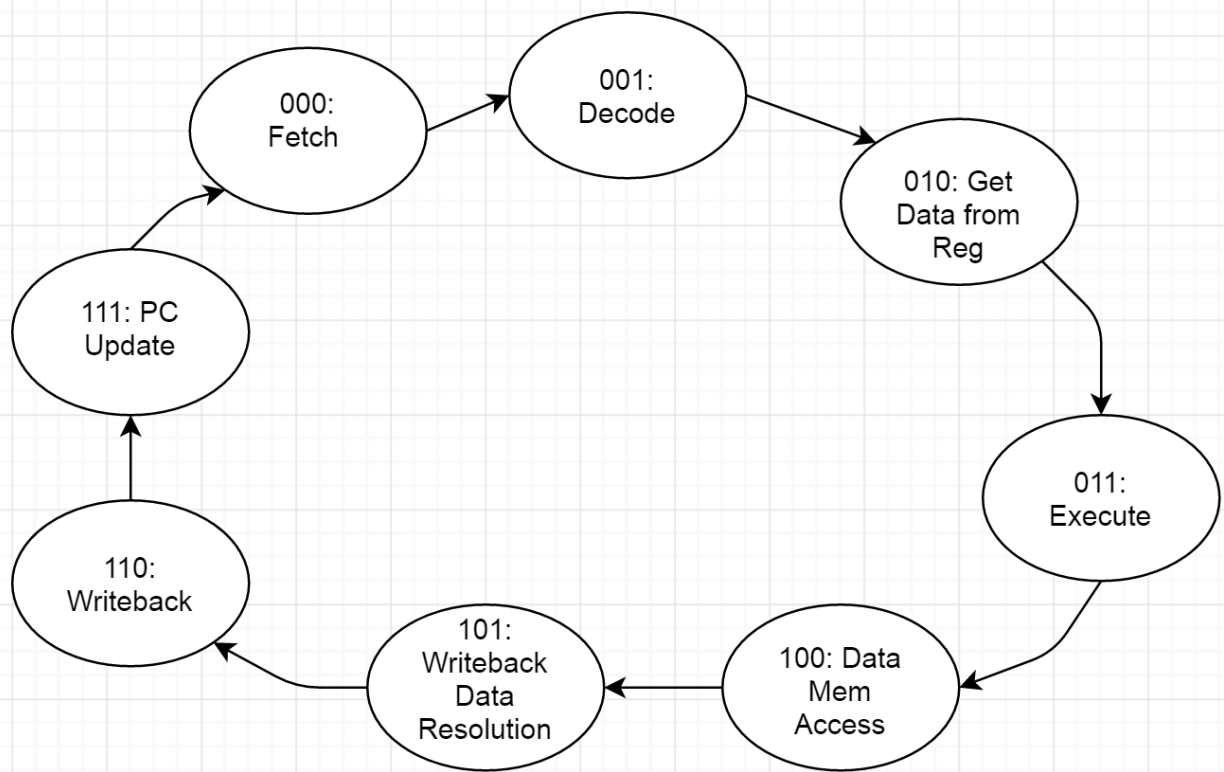 000:
Fetch
001:
Decode
010: Get
Data from
Reg
011:
Execute
100: Data
Mem
Access
101:
Writeback
Data
Resolution
110:
Writeback
111: PC
Update